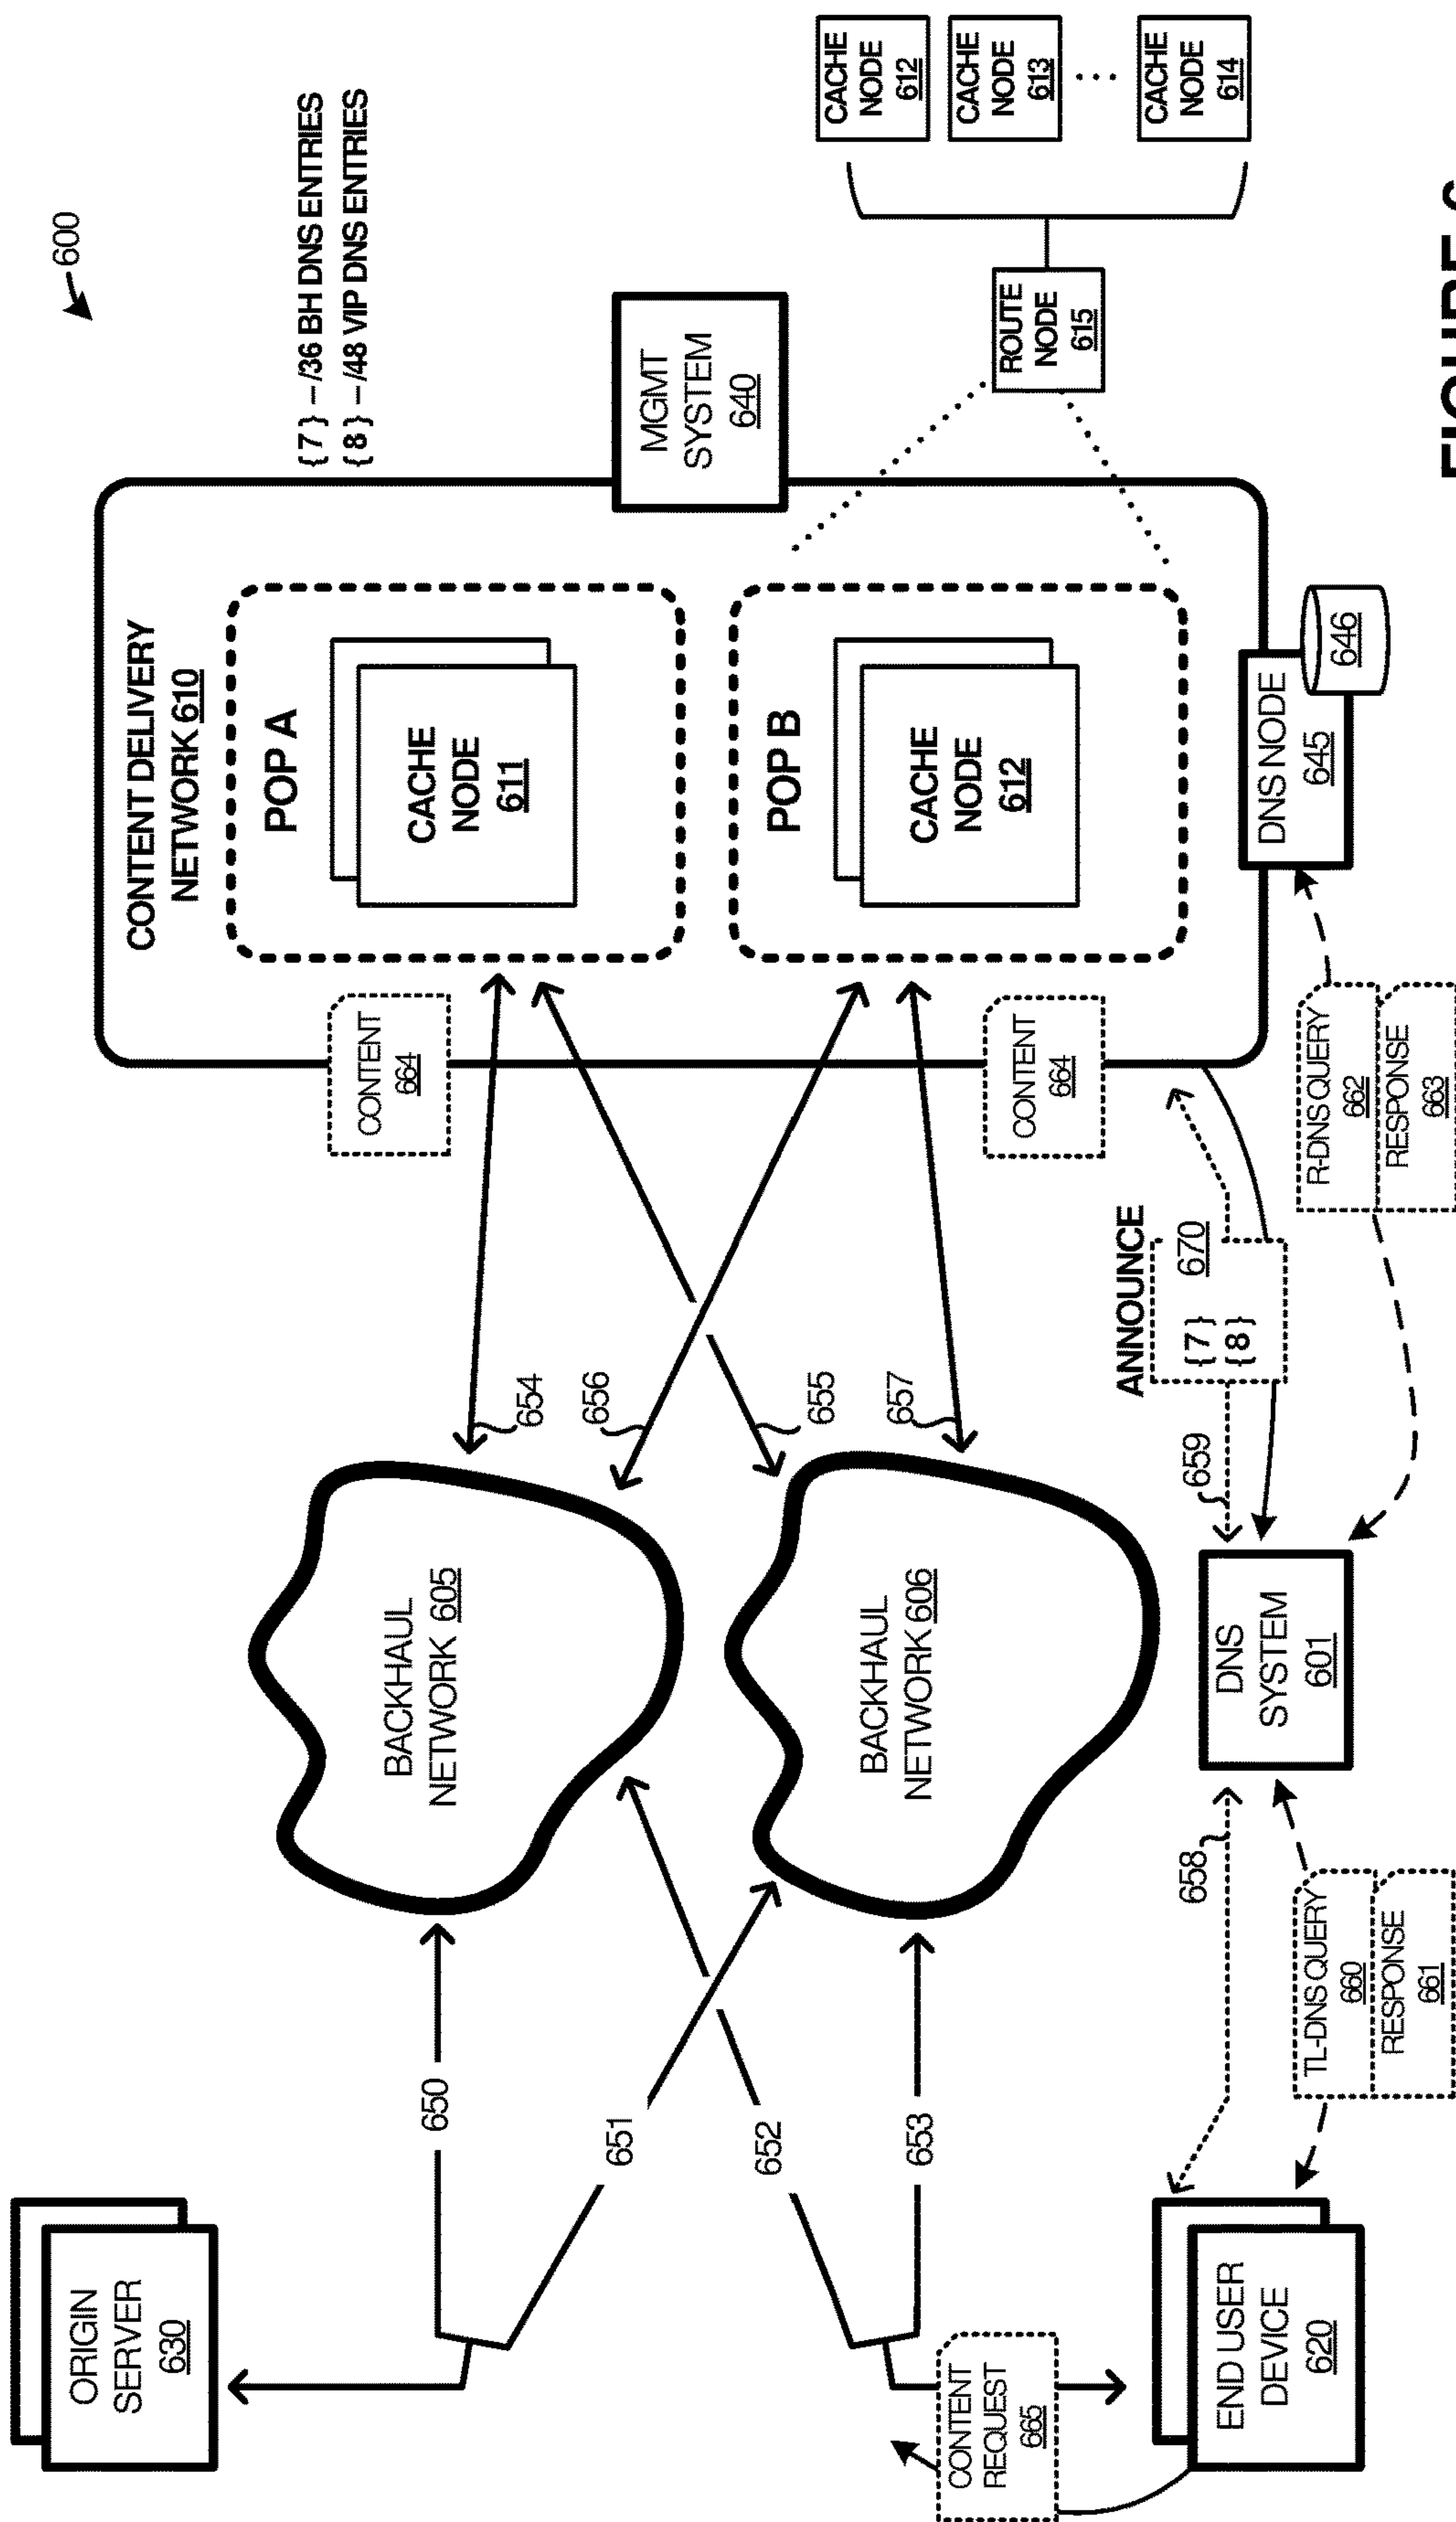 600
{ 7 } – /36 BH DNS ENTRIES
{ 8 } – /48 VIP DNS ENTRIES
ORIGIN
SERVER
630
650
651
652
653
BACKHAUL
NETWORK 605
BACKHAUL
NETWORK 606
654
656
655
657
CONTENT
664
CONTENT
664
CONTENT DELIVERY
NETWORK 610
POP A
CACHE
NODE
611
POP B
CACHE
NODE
612
MGMT
SYSTEM
640
ROUTE
NODE
615
CACHE
NODE
612
CACHE
NODE
613
CACHE
NODE
614
CONTENT
REQUEST
665
END USER
DEVICE
620
658
TL-DNS QUERY
660
RESPONSE
661
DNS
SYSTEM
601
659
ANNOUNCE
670
{ 7 }
{ 8 }
R-DNS QUERY
662
RESPONSE
663
DNS NODE
645
646